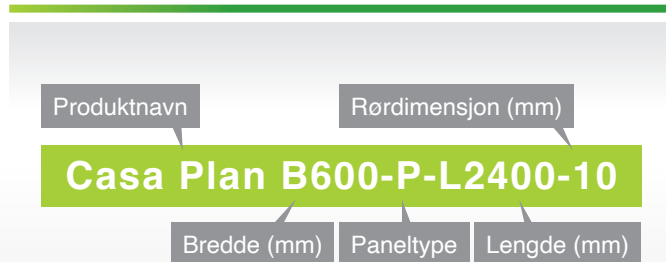 Produktnavn Rørdimensjon (mm)
Casa Plan B600-P-L2400-10
Bredde (mm) Paneltype Lengde (mm)